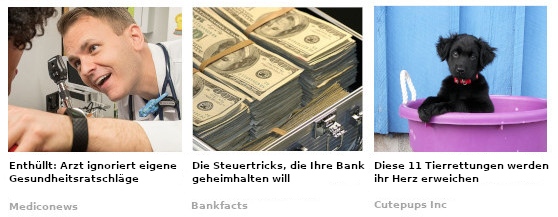 Enthüllt: Arzt ignoriert eigene
Gesundheitsratschläge
Mediconews
Die Steuertricks, die Ihre Bank
geheimhalten will
Bankfacts
Diese 11 Tierrettungen werden
ihr Herz erweichen
Cutepups Inc